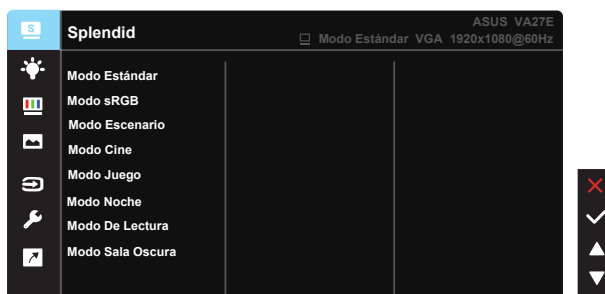 S
Splendid
ASUS VA27E
Modo Estándar VGA 1920x1080@60Hz
Modo Estándar
Modo sRGB
Modo Escenario
Modo Cine
Modo Juego
Modo Noche
Modo De Lectura
Modo Sala Oscura